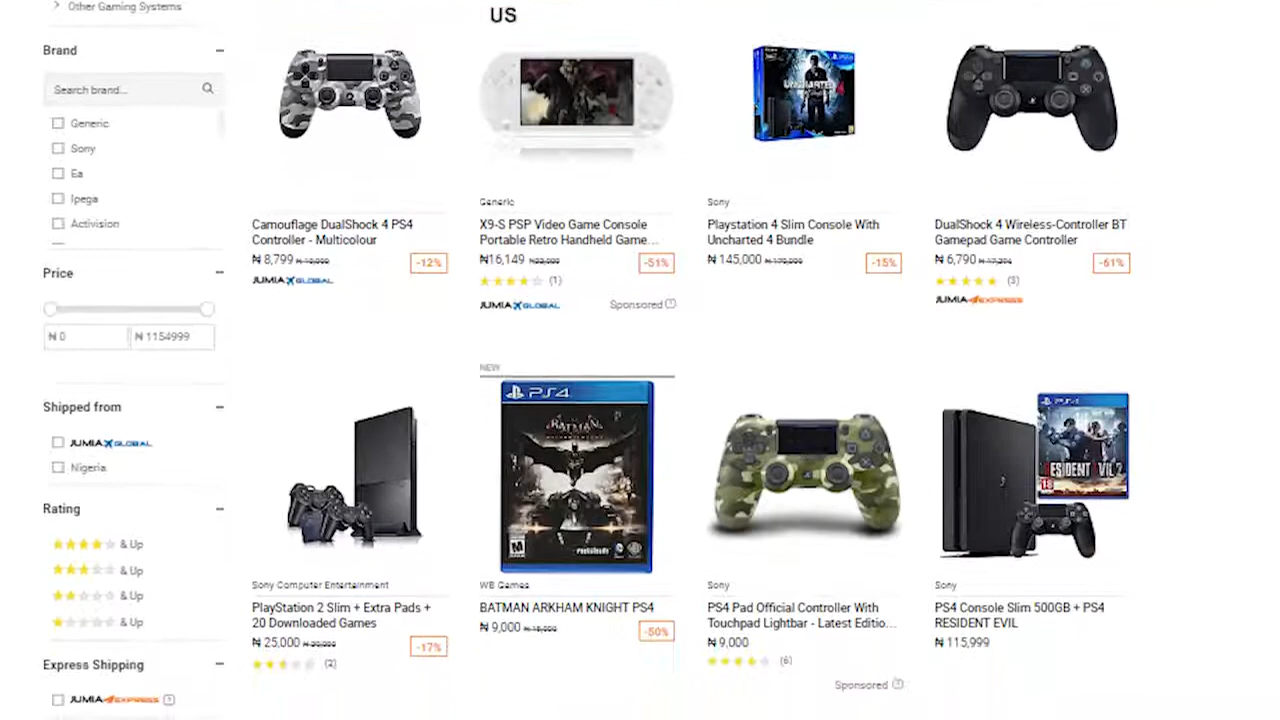 Other Gaming Systems
Brand
Search brand...
Generic
Sony
Ea
Ipega
Activision
Price
₦ 0
₦ 1154999
Shipped from
JUMIA GLOBAL
Nigeria
Rating
& Up
& Up
& Up
& Up
Express Shipping
JUMIA EXPRESS
US
Camouflage DualShock 4 PS4
Controller - Multicolour
₦ 8,799
-12%
JUMIA GLOBAL
Generic
X9-S PSP Video Game Console
Portable Retro Handheld Game...
₦16,149
-51%
(1)
JUMIA GLOBAL
Sponsored
UNCHARTED 4
Sony
Playstation 4 Slim Console With
Uncharted 4 Bundle
₦ 145,000
-15%
DualShock 4 Wireless-Controller BT
Gamepad Game Controller
₦ 6,790
-61%
(3)
JUMIA EXPRESS
Sony Computer Entertainment
PlayStation 2 Slim + Extra Pads +
20 Downloaded Games
₦ 25,000
-17%
(2)
NEW
PS4
BATMAN
WB Games
BATMAN ARKHAM KNIGHT PS4
₦ 9,000
-50%
Sony
PS4 Pad Official Controller With
Touchpad Lightbar - Latest Editio...
₦ 9,000
(6)
Sponsored
PS4
RESIDENT EVIL 2
Sony
PS4 Console Slim 500GB + PS4
RESIDENT EVIL
₦ 115,999